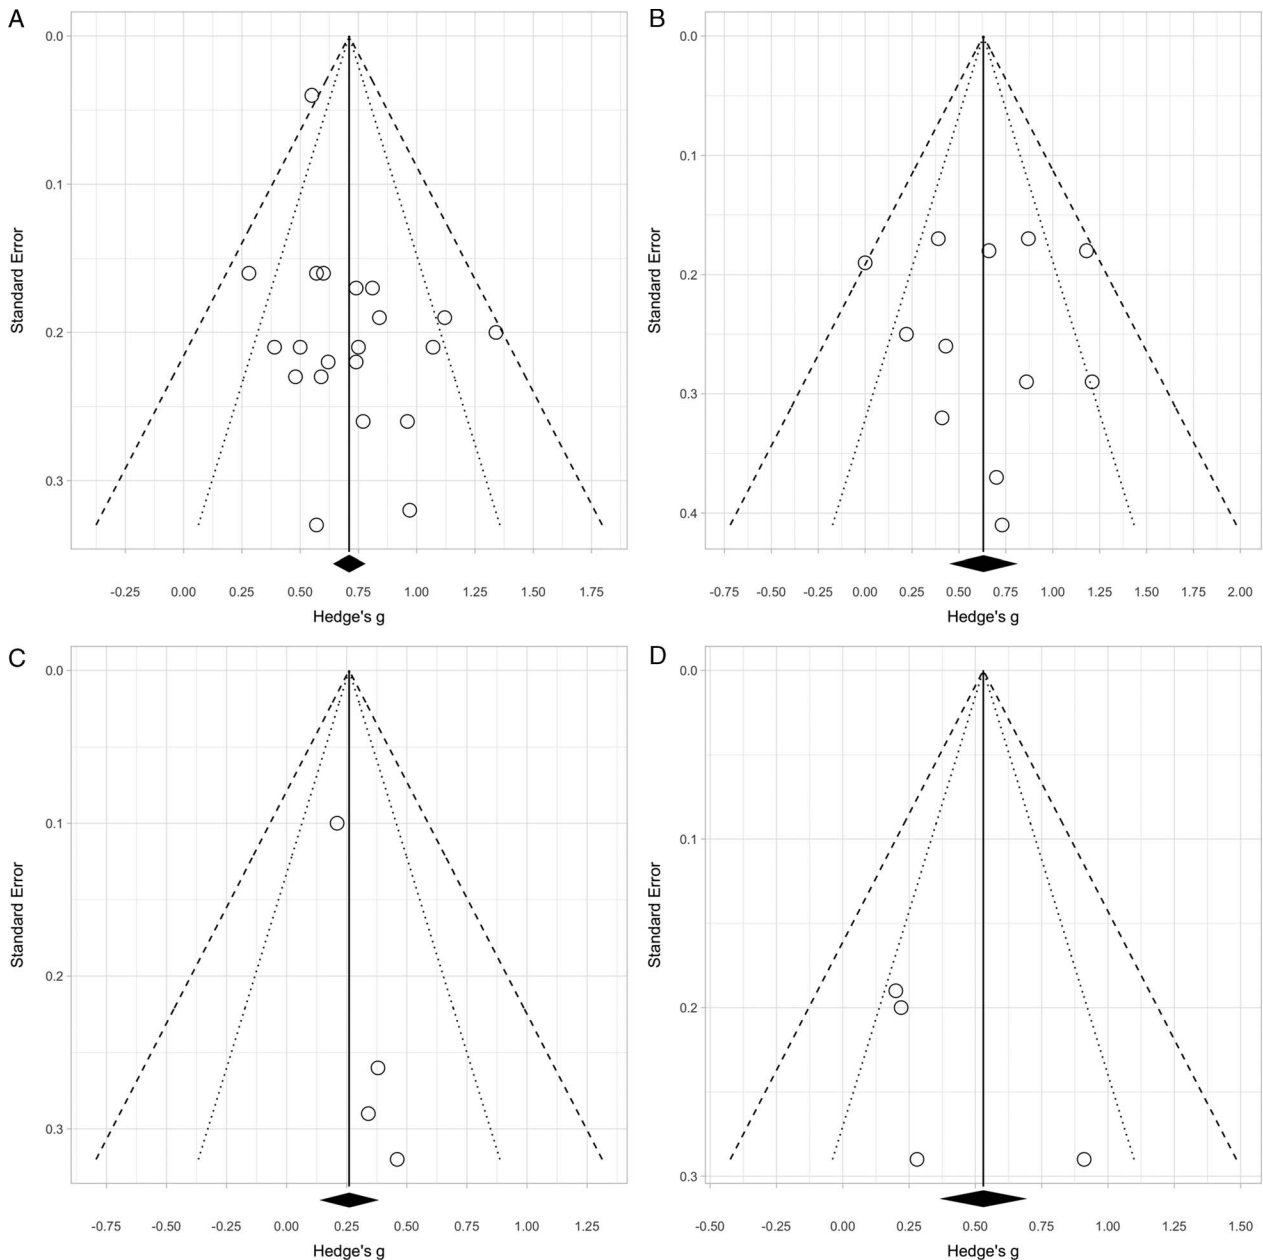 A
0.0
0.1
0.2
0.3
Standard Error
-0.25 0.00 0.25 0.50 0.75 1.00 1.25 1.50 1.75
Hedge's g
B
0.0
0.1
0.2
0.3
0.4
Standard Error
-0.75 -0.50 -0.25 0.00 0.25 0.50 0.75 1.00 1.25 1.50 1.75 2.00
Hedge's g
C
0.0
0.1
0.2
0.3
Standard Error
-0.75 -0.50 -0.25 0.00 0.25 0.50 0.75 1.00 1.25
Hedge's g
D
0.0
0.1
0.2
0.3
Standard Error
-0.50 -0.25 0.00 0.25 0.50 0.75 1.00 1.25 1.50
Hedge's g